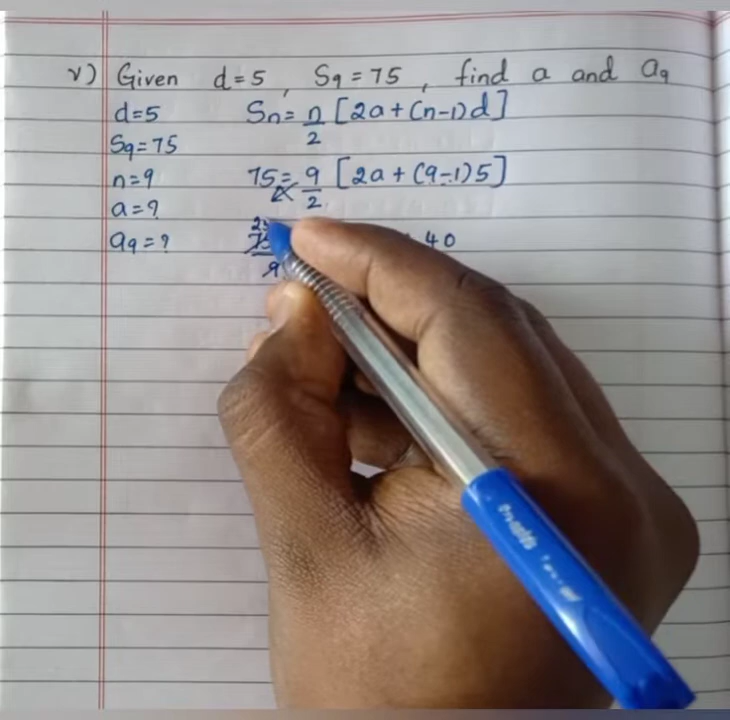 v) Given d=5, S9=75, find a and a9
d=5 Sn= n/2 [2a+(n-1)d]
S9=75
n=9 75= 9/2 [2a+(9-1)5]
a=?
a9=? 40
9